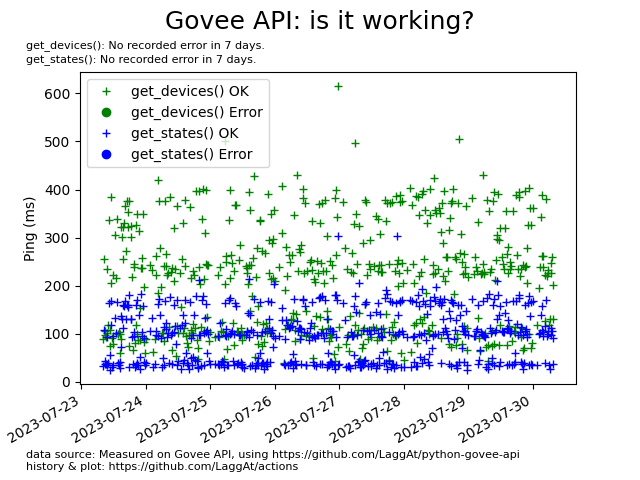 Govee API: is it working?
get_devices(): No recorded error in 7 days.
get_states(): No recorded error in 7 days.
get_devices() OK
get_devices() Error
get_states() OK
get_states() Error
Ping (ms)
600
500
400
300
200
100
0
2023-07-23
2023-07-24
2023-07-25
2023-07-26
2023-07-27
2023-07-28
2023-07-29
2023-07-30
data source: Measured on Govee API, using https://github.com/LaggAt/python-govee-api
history & plot: https://github.com/LaggAt/actions